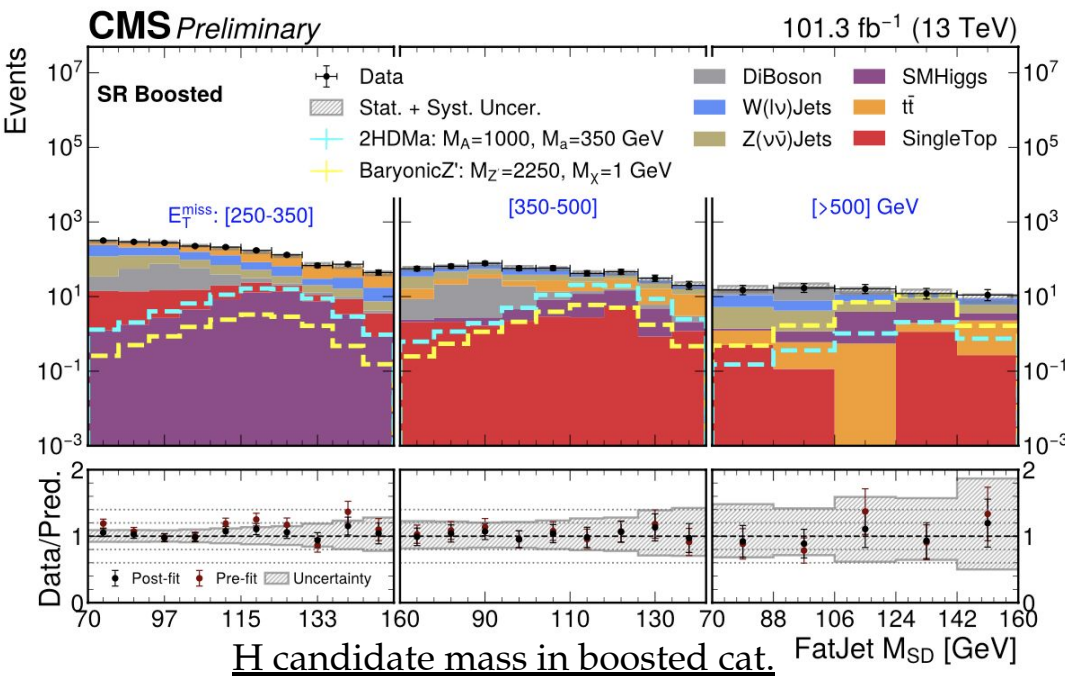 CMS Preliminary
101.3 fb⁻¹ (13 TeV)
Events
10⁷
10⁵
10³
10¹
10⁻¹
10⁻³
10⁷
10⁵
10³
10¹
10⁻¹
10⁻³
SR Boosted
Data
Stat. + Syst. Uncer.
2HDMa: M_A=1000, M_a=350 GeV
BaryonicZ': M_Z'=2250, M_χ=1 GeV
DiBoson
W(lν)Jets
Z(νν̄)Jets
SMHiggs
tt̄
SingleTop
E_T^miss: [250-350]
[350-500]
[>500] GeV
Data/Pred.
2
1
0
2
1
0
Post-fit
Pre-fit
Uncertainty
70 97 115 133 160 90 110 130 70 88 106 124 142 160
FatJet M_SD [GeV]
H candidate mass in boosted cat.